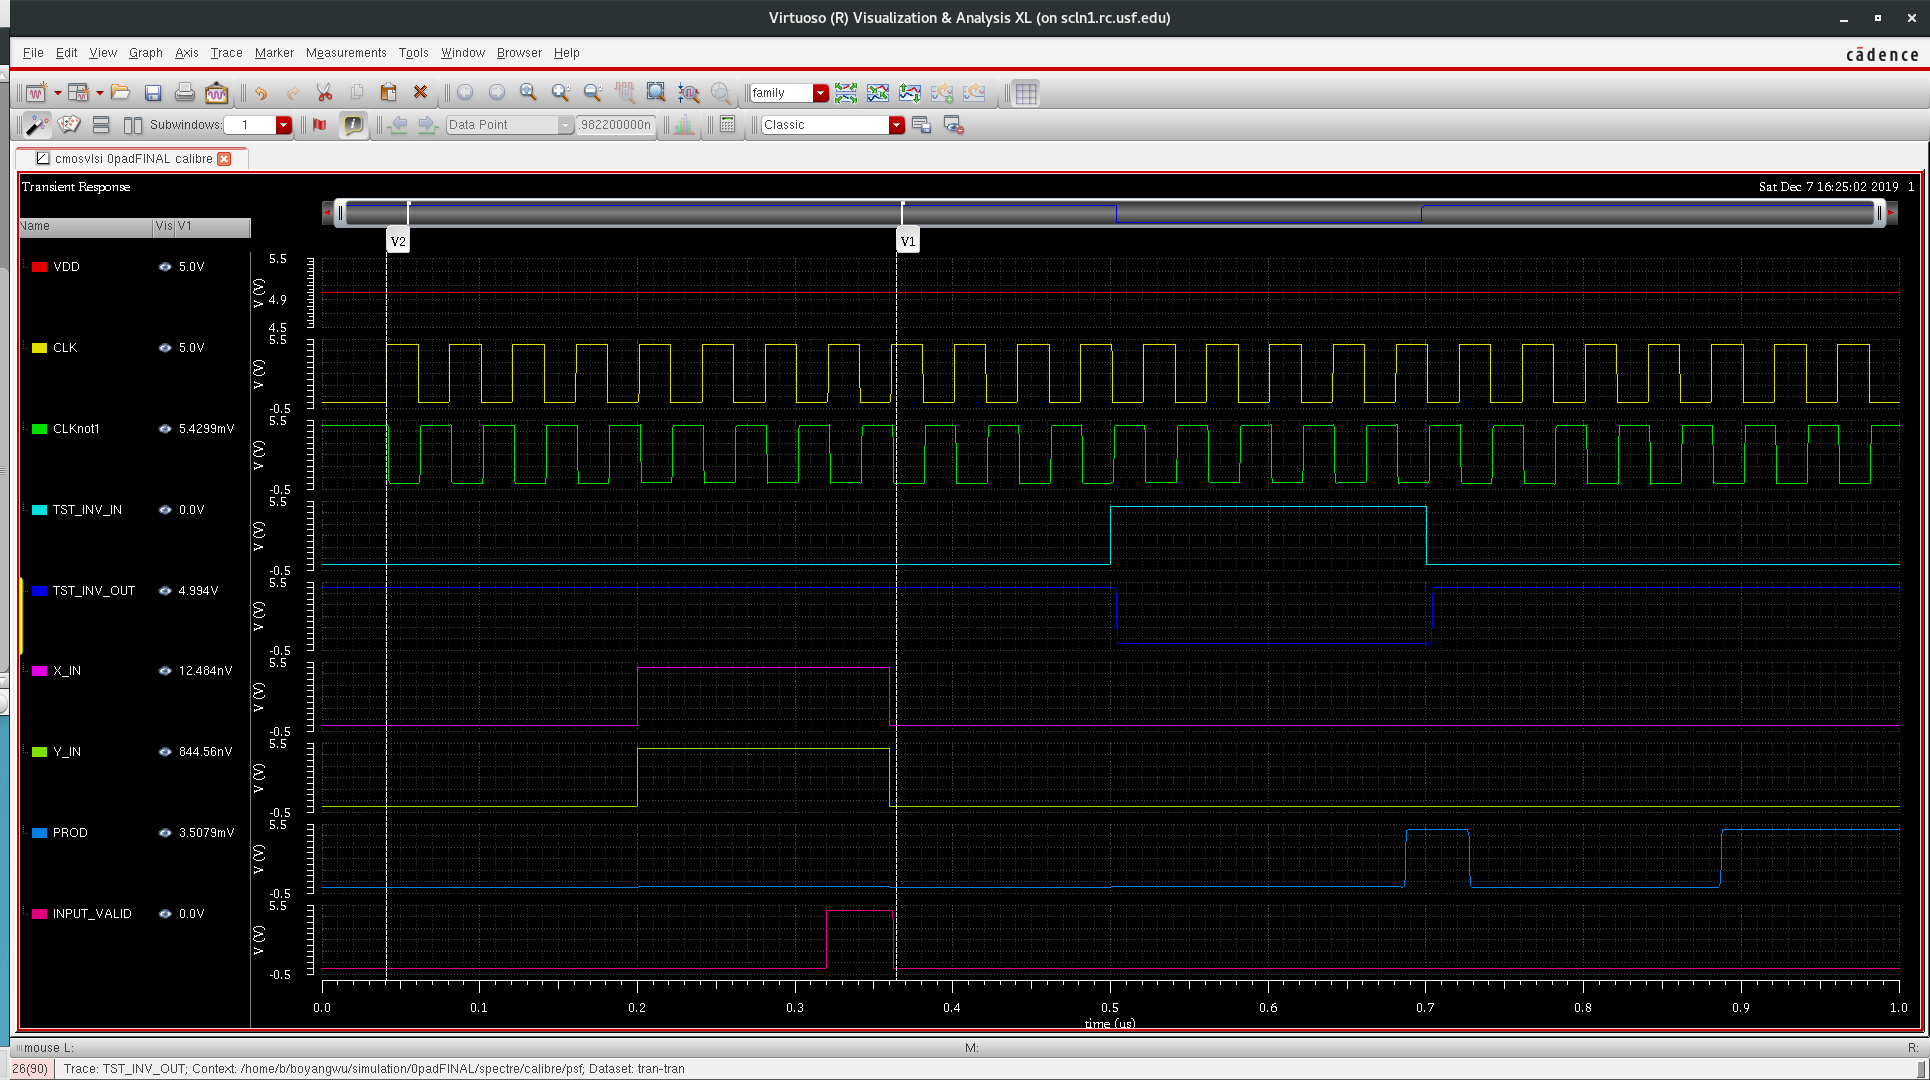 Virtuoso (R) Visualization & Analysis XL (on scln1.rc.usf.edu)
File Edit View Graph Axis Trace Marker Measurements Tools Window Browser Help
cādence
family
Subwindows: 1 Data Point .982200000n Classic
cmosvlsi 0padFINAL calibre
Transient Response Sat Dec 7 16:25:02 2019 1
Name Vis V1
V2 V1
VDD 5.0V
V (V) 5.5 4.9 4.5
CLK 5.0V
V (V) 5.5 -0.5
CLKnot1 5.4299mV
V (V) 5.5 -0.5
TST_INV_IN 0.0V
V (V) 5.5 -0.5
TST_INV_OUT 4.994V
V (V) 5.5 -0.5
X_IN 12.484nV
V (V) 5.5 -0.5
Y_IN 844.56nV
V (V) 5.5 -0.5
PROD 3.5079mV
V (V) 5.5 -0.5
INPUT_VALID 0.0V
V (V) 5.5 -0.5
0.0 0.1 0.2 0.3 0.4 0.5 0.6 0.7 0.8 0.9 1.0
time (us)
mouse L: M: R:
26(90) Trace: TST_INV_OUT; Context: /home/b/boyangwu/simulation/0padFINAL/spectre/calibre/psf; Dataset: tran-tran